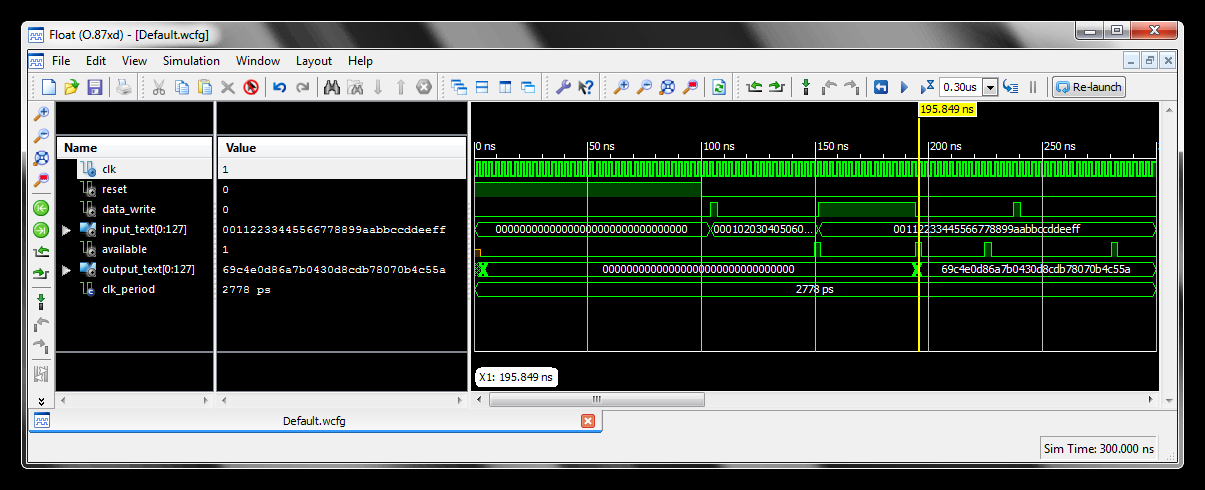 Float (O.87xd) - [Default.wcfg]
File Edit View Simulation Window Layout Help
0.30us Re-launch
195.849 ns
Name Value
0 ns 50 ns 100 ns 150 ns 200 ns 250 ns
clk 1
reset 0
data_write 0
input_text[0:127] 00112233445566778899aabbccddeeff 00000000000000000000000000000000 000102030405060... 00112233445566778899aabbccddeeff
available 1
output_text[0:127] 69c4e0d86a7b0430d8cdb78070b4c55a 00000000000000000000000000000000 69c4e0d86a7b0430d8cdb78070b4c55a
clk_period 2778 ps 2778 ps
X1: 195.849 ns
Default.wcfg
Sim Time: 300.000 ns